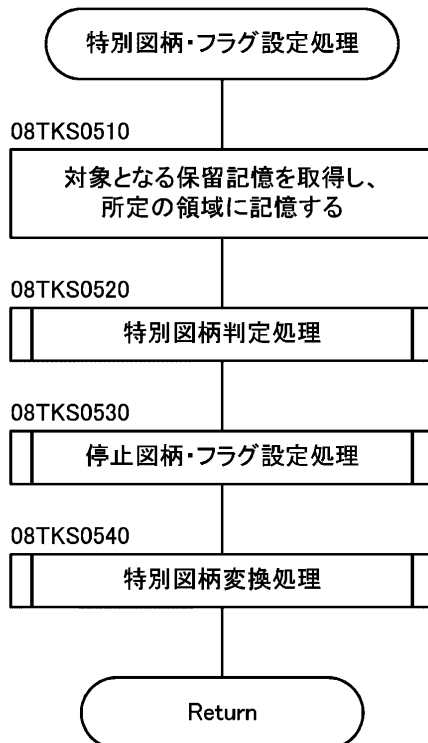 特別図柄・フラグ設定処理
08TKS0510
対象となる保留記憶を取得し、
所定の領域に記憶する
08TKS0520
特別図柄判定処理
08TKS0530
停止図柄・フラグ設定処理
08TKS0540
特別図柄変換処理
Return